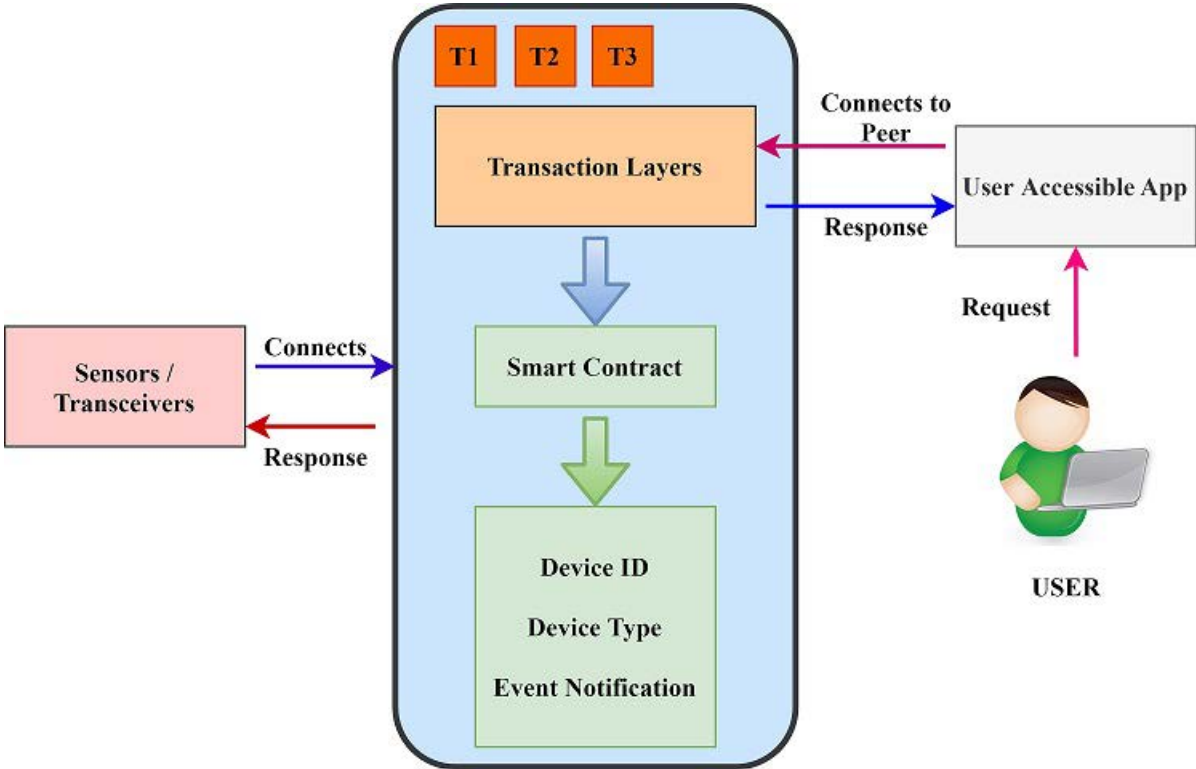 T1
T2
T3
Transaction Layers
Connects to
Peer
Response
User Accessible App
Request
USER
Sensors /
Transceivers
Connects
Response
Smart Contract
Device ID
Device Type
Event Notification